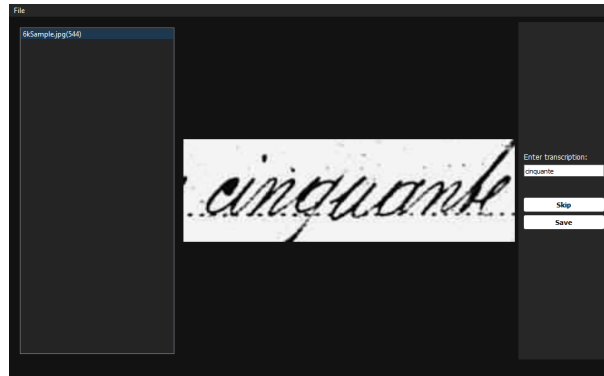 File
6kSample.jpg(544)
cinquante
Enter transcription:
cinquante
Skip
Save